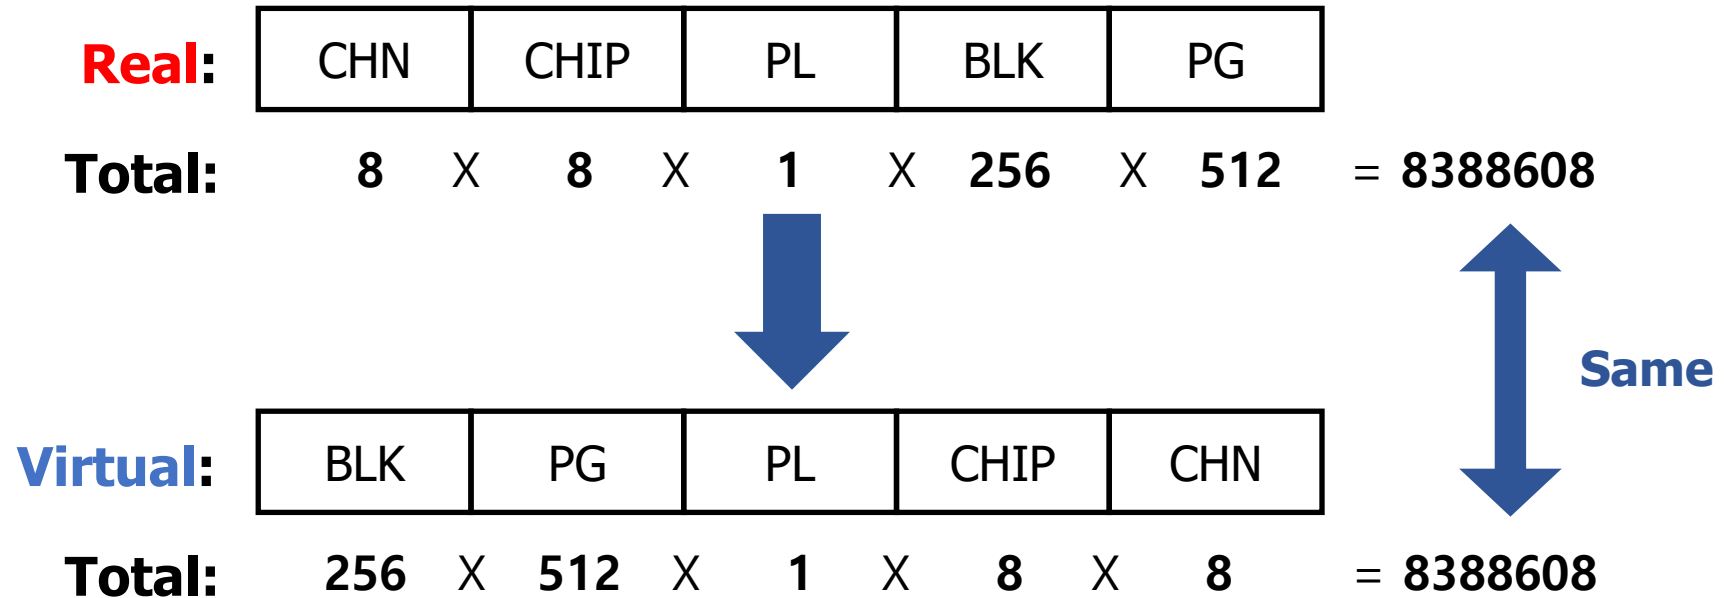 Real: CHN CHIP PL BLK PG
Total: 8 X 8 X 1 X 256 X 512 = 8388608
Same
Virtual: BLK PG PL CHIP CHN
Total: 256 X 512 X 1 X 8 X 8 = 8388608